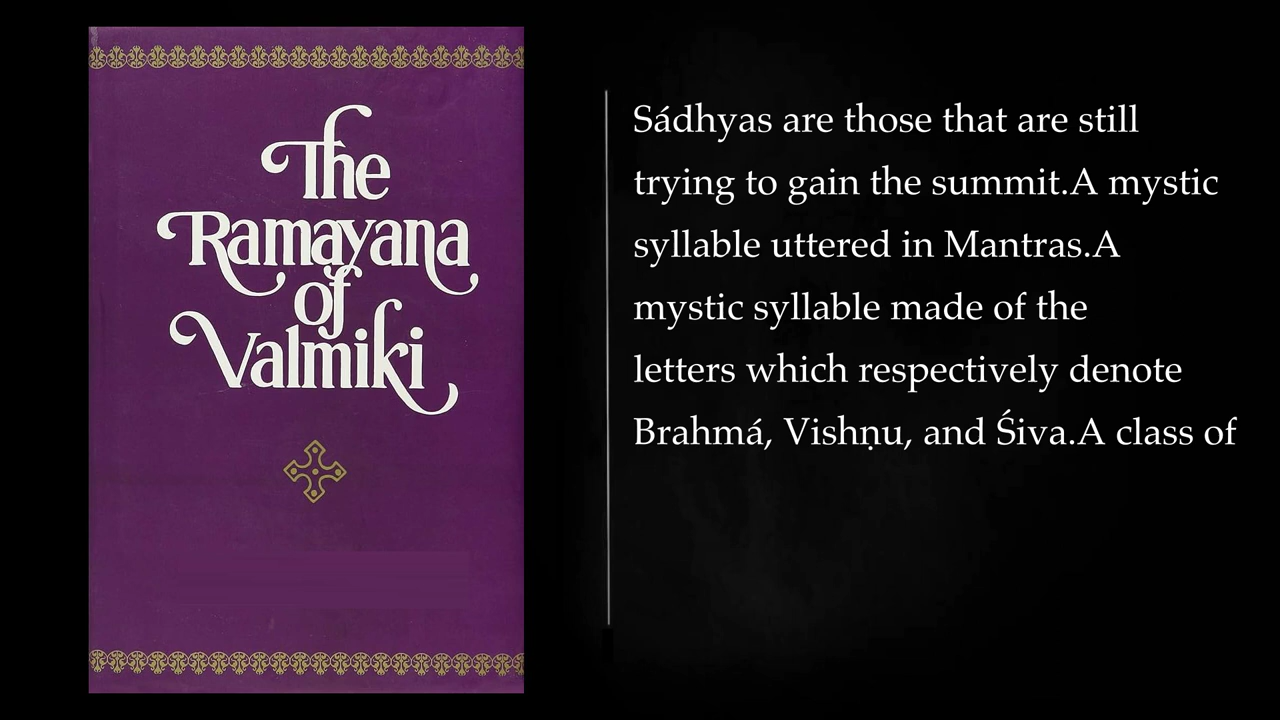 The
Ramayana
of
Valmiki
Sádhyas are those that are still
trying to gain the summit.A mystic
syllable uttered in Mantras.A
mystic syllable made of the
letters which respectively denote
Brahmá, Vishṇu, and Śiva.A class of